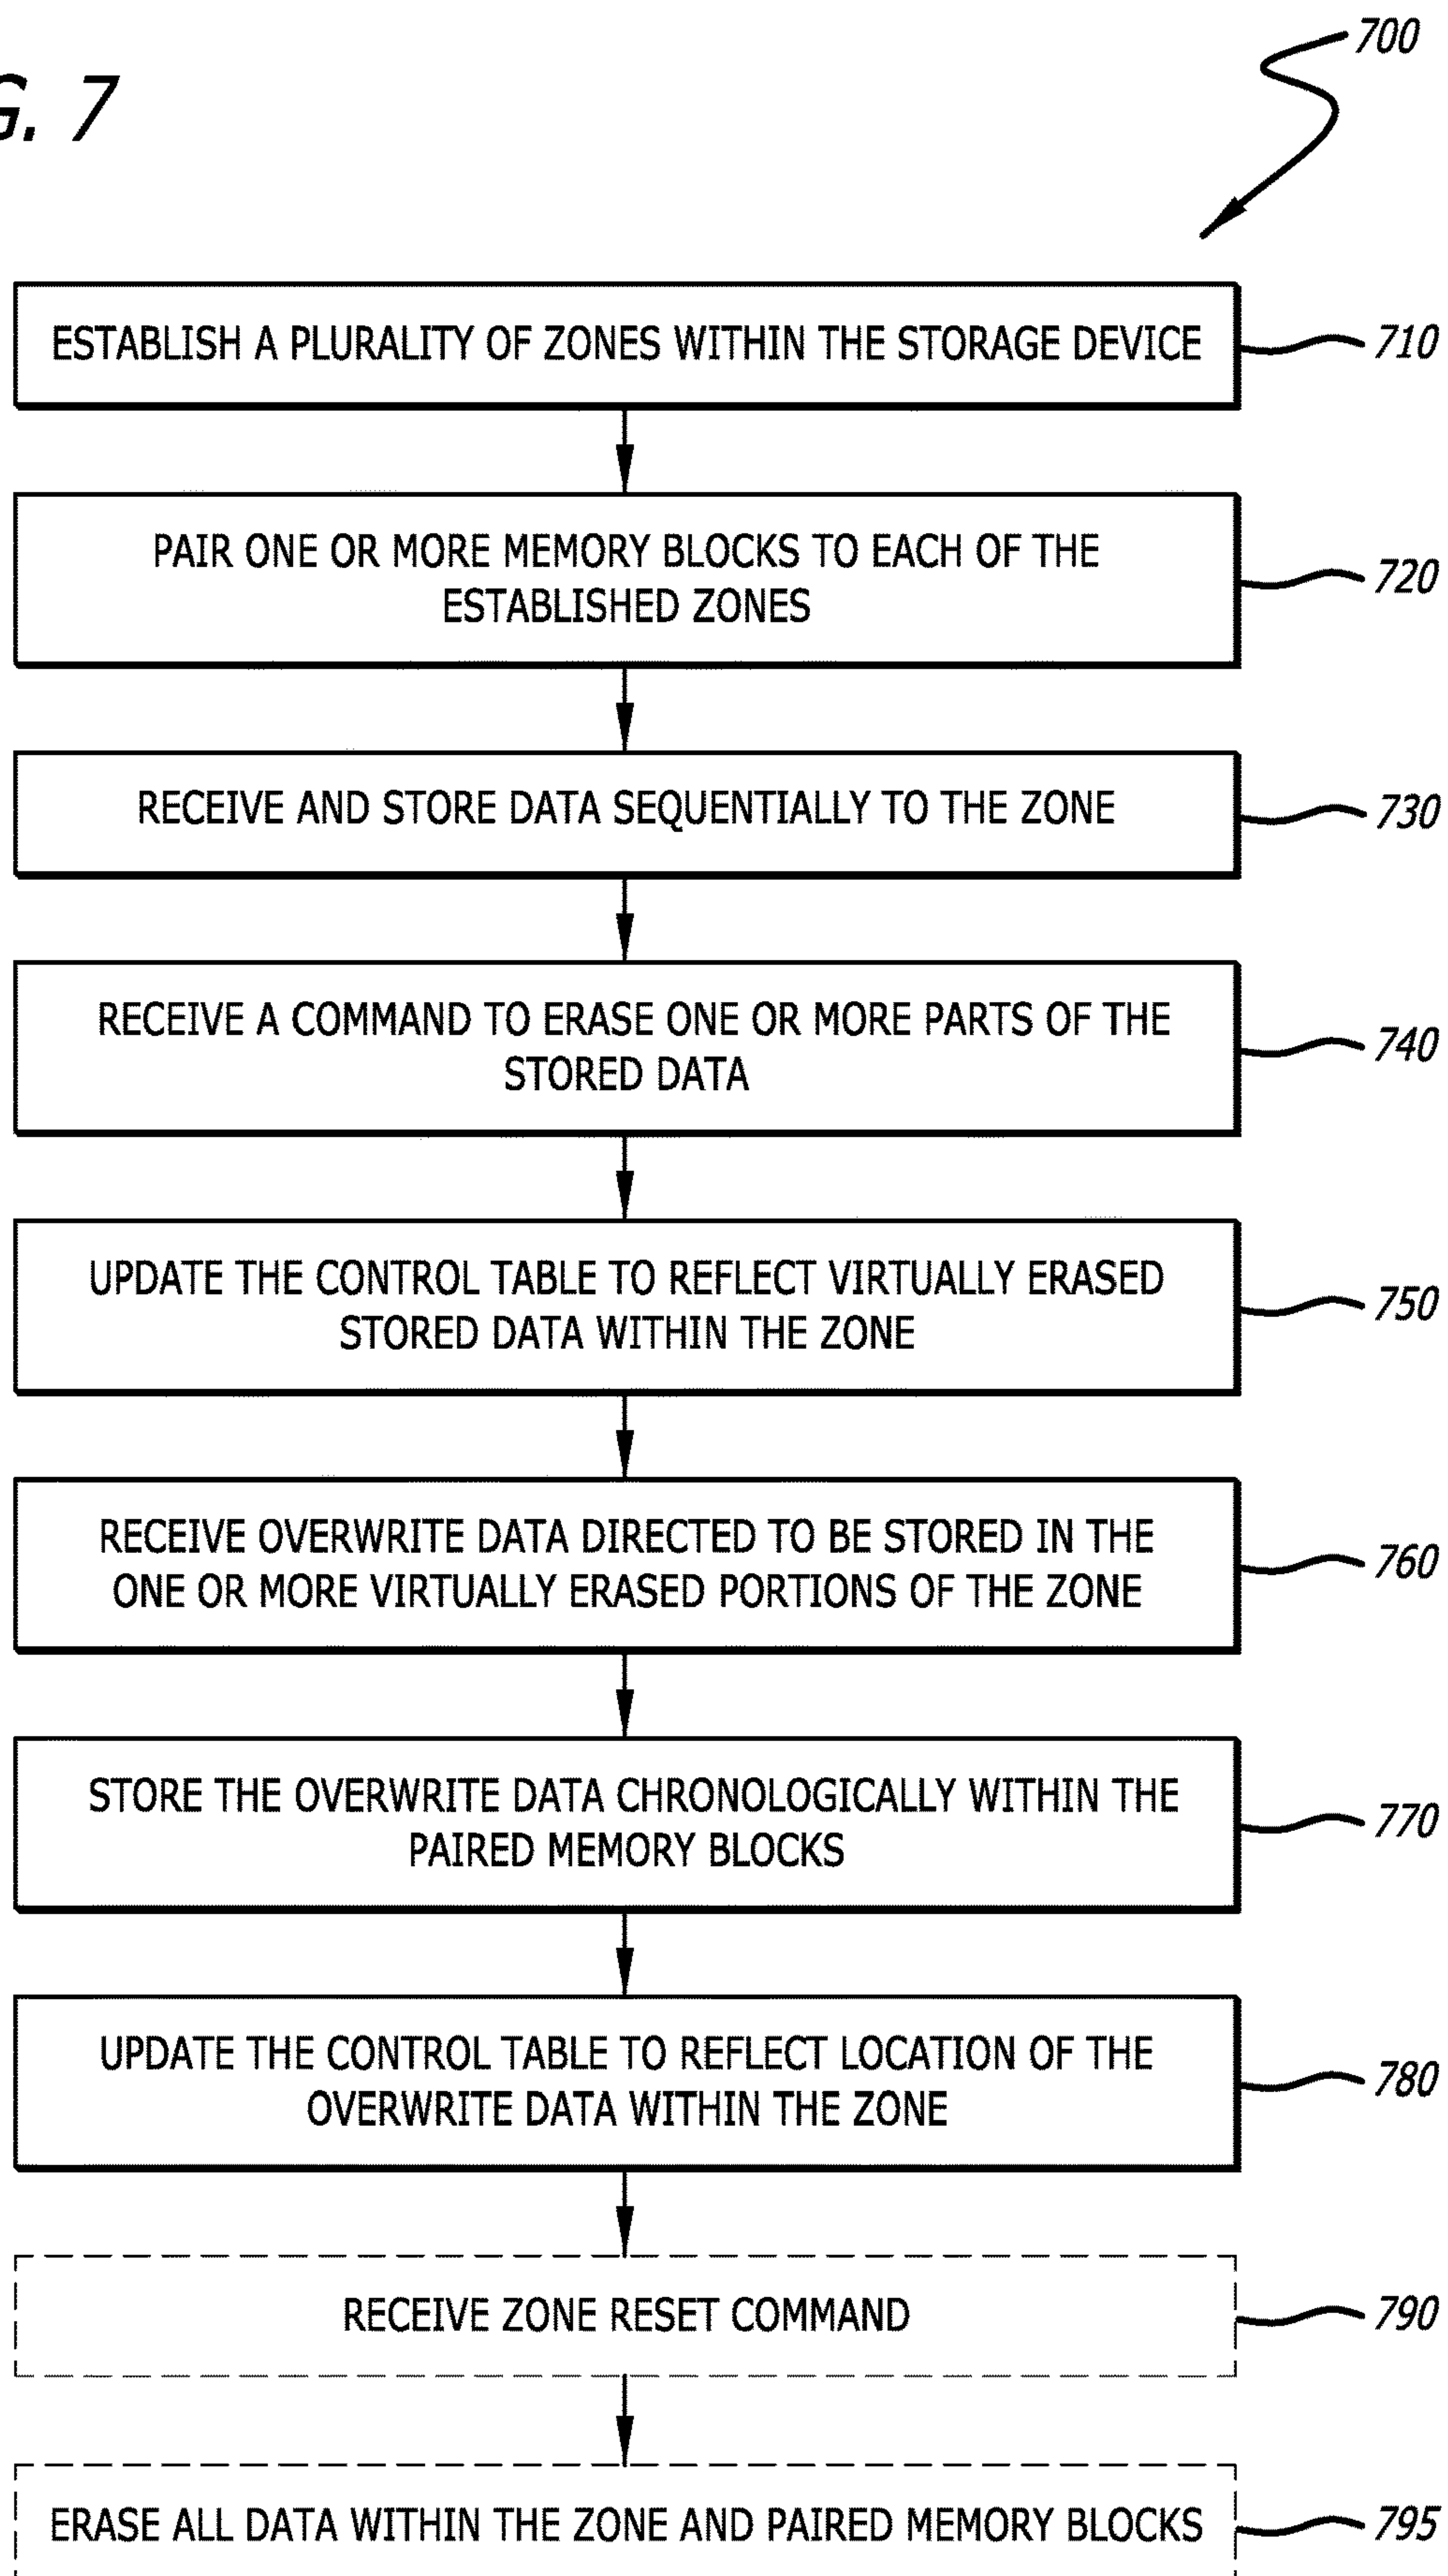 G. 7
700
ESTABLISH A PLURALITY OF ZONES WITHIN THE STORAGE DEVICE
710
PAIR ONE OR MORE MEMORY BLOCKS TO EACH OF THE
ESTABLISHED ZONES
720
RECEIVE AND STORE DATA SEQUENTIALLY TO THE ZONE
730
RECEIVE A COMMAND TO ERASE ONE OR MORE PARTS OF THE
STORED DATA
740
UPDATE THE CONTROL TABLE TO REFLECT VIRTUALLY ERASED
STORED DATA WITHIN THE ZONE
750
RECEIVE OVERWRITE DATA DIRECTED TO BE STORED IN THE
ONE OR MORE VIRTUALLY ERASED PORTIONS OF THE ZONE
760
STORE THE OVERWRITE DATA CHRONOLOGICALLY WITHIN THE
PAIRED MEMORY BLOCKS
770
UPDATE THE CONTROL TABLE TO REFLECT LOCATION OF THE
OVERWRITE DATA WITHIN THE ZONE
780
RECEIVE ZONE RESET COMMAND
790
ERASE ALL DATA WITHIN THE ZONE AND PAIRED MEMORY BLOCKS
795